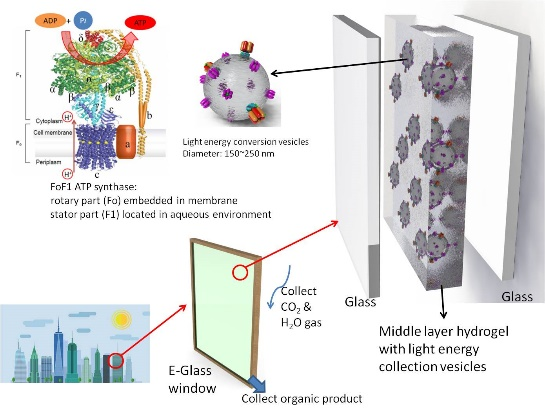 ADP + Pi ATP
δ
F₁
α
α
β
β
α
β
γ
ε
b
Cytoplasm
H⁺
Cell membrane
F₀
a
Periplasm
H⁺
c
FoF1 ATP synthase:
rotary part (Fo) embedded in membrane
stator part (F1) located in aqueous environment
Light energy conversion vesicles
Diameter: 150~250 nm
Glass
Glass
Middle layer hydrogel
with light energy
collection vesicles
Collect
CO₂ &
H₂O gas
E-Glass
window
Collect organic product